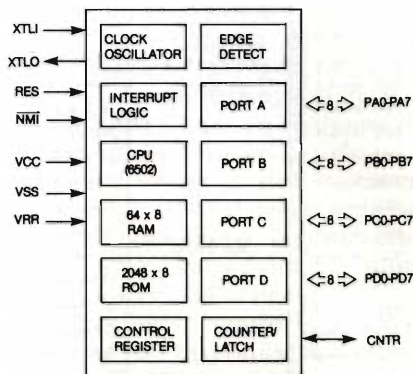 XTLI
XTLO
RES
NMI
VCC
VSS
VRR
CLOCK
OSCILLATOR
EDGE
DETECT
INTERRUPT
LOGIC
PORT A
CPU
(6502)
PORT B
64 x 8
RAM
PORT C
2048 x 8
ROM
PORT D
CONTROL
REGISTER
COUNTER/
LATCH
8 PA0-PA7
8 PB0-PB7
8 PC0-PC7
8 PD0-PD7
CNTR